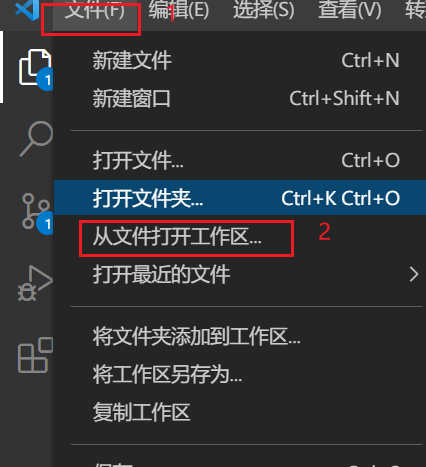 文件(F) 编辑(E) 选择(S) 查看(V) 转
1
新建文件 Ctrl+N
1
新建窗口 Ctrl+Shift+N
打开文件... Ctrl+O
打开文件夹... Ctrl+K Ctrl+O
1
从文件打开工作区... 2
打开最近的文件
将文件夹添加到工作区...
将工作区另存为...
复制工作区